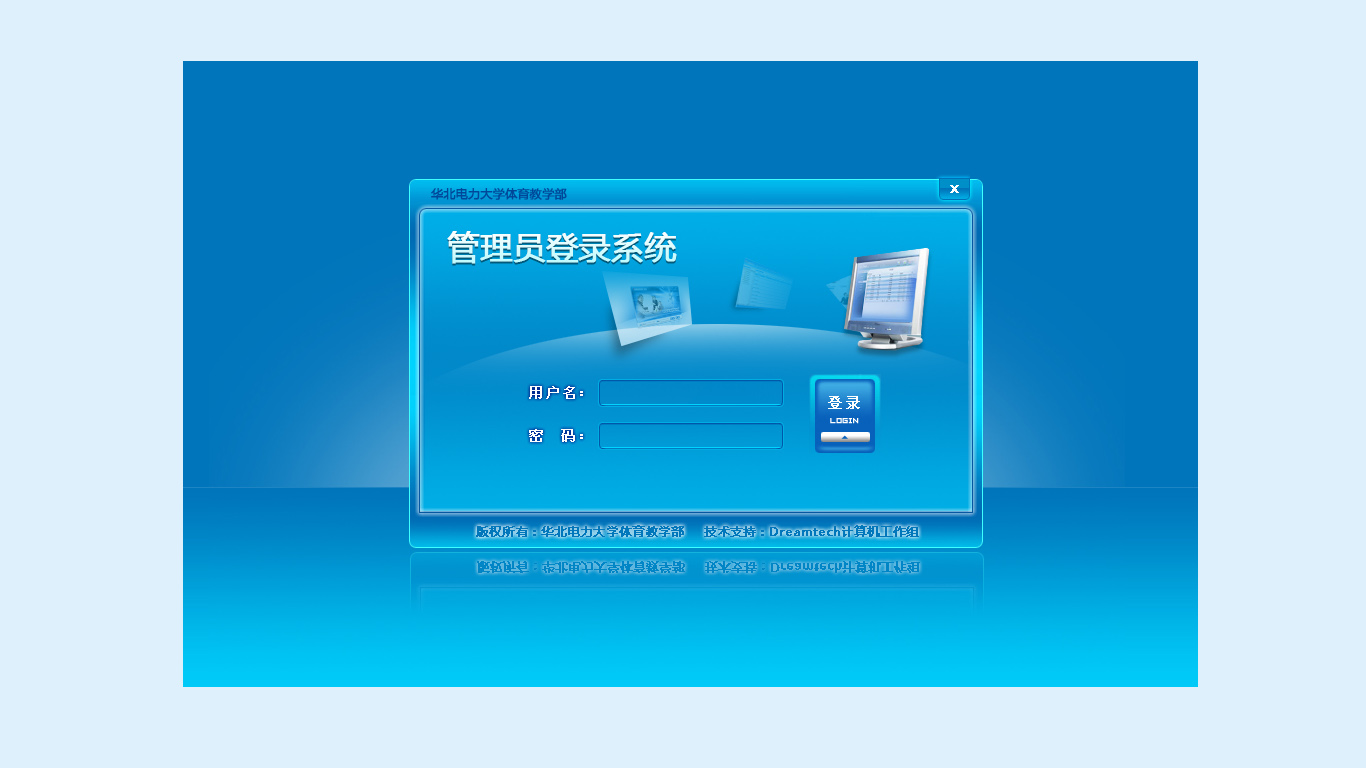 华北电力大学体育教学部
x
管理员登录系统
用户名：
密 码：
登录
LOGIN
版权所有：华北电力大学体育教学部 技术支持：Dreamtech计算机工作组